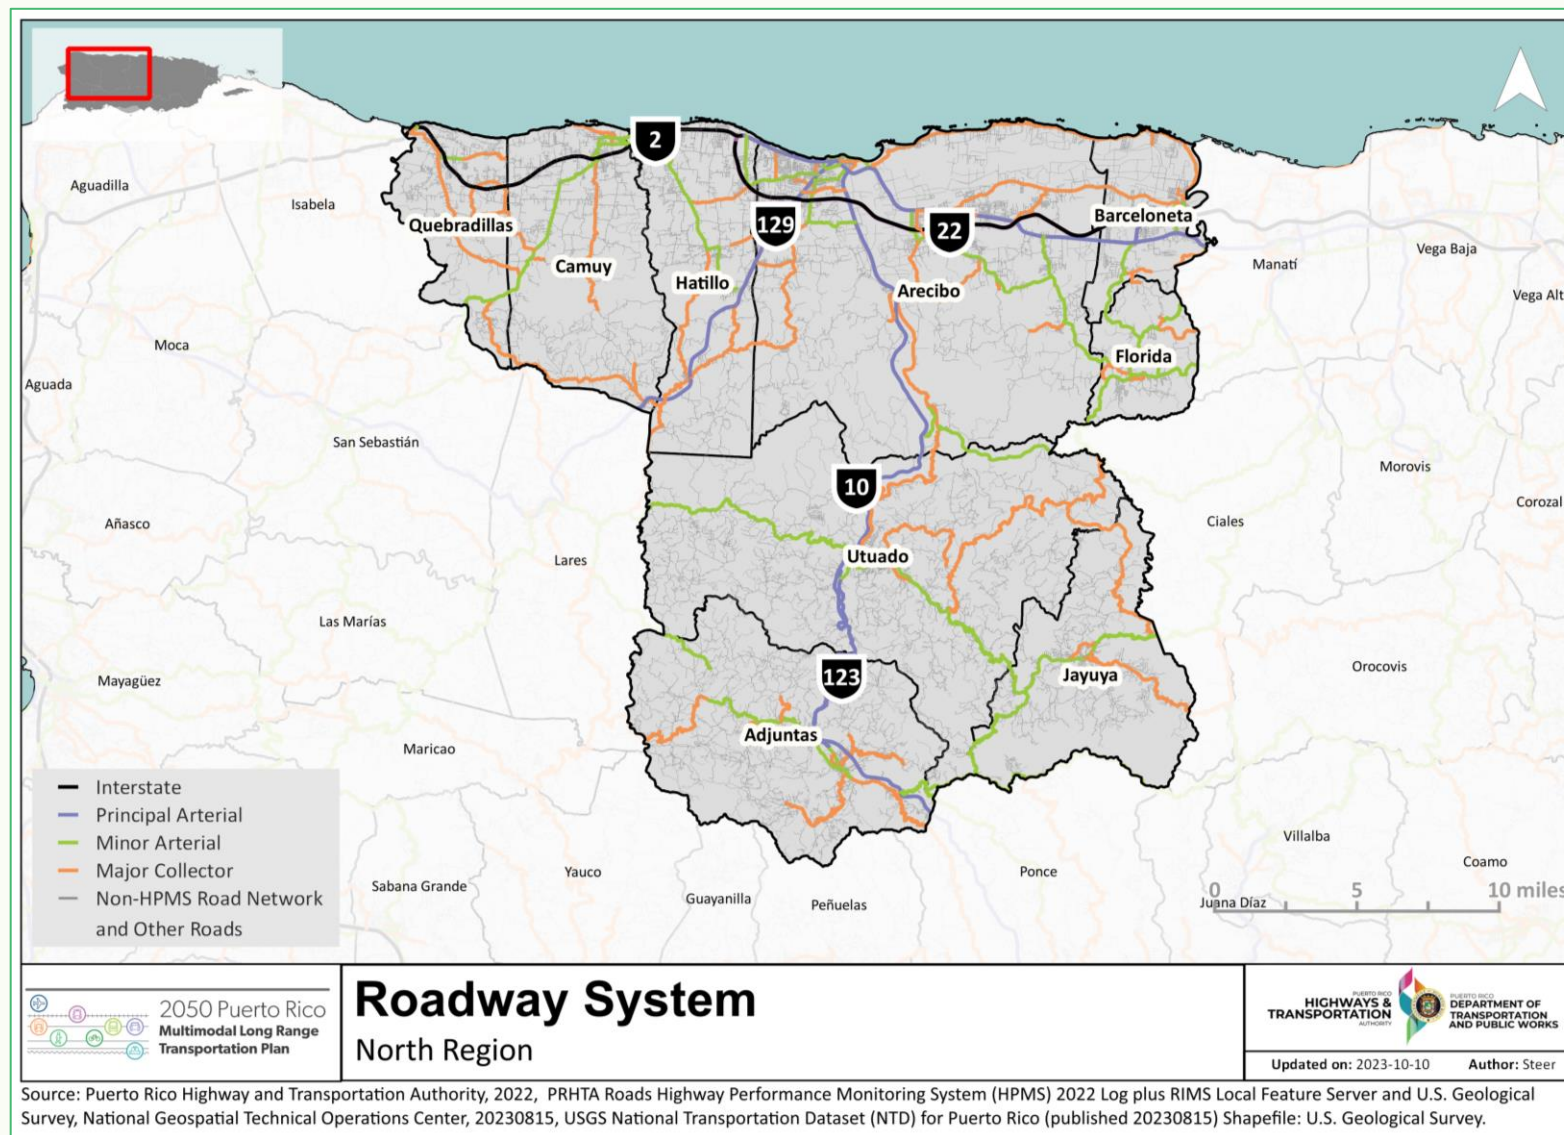 2
Aguadilla
Isabela
Quebradillas
129
22
Barceloneta
Camuy
Hatillo
Arecibo
Manatí
Vega Baja
Vega Alt
Moca
Florida
Aguada
San Sebastián
Morovis
10
Añasco
Ciales
Corozal
Lares
Utuado
Las Marías
Mayagüez
123
Jayuya
Orocovis
Adjuntas
Maricao
Interstate
Principal Arterial
Minor Arterial
Major Collector
Non-HPMS Road Network
and Other Roads
Sabana Grande
Yauco
Guayanilla
Peñuelas
Ponce
Villalba
Coamo
Juana Díaz
0 5 10 miles
2050 Puerto Rico
Multimodal Long Range
Transportation Plan
Roadway System
North Region
PUERTO RICO
HIGHWAYS &
TRANSPORTATION
AUTHORITY
PUERTO RICO
DEPARTMENT OF
TRANSPORTATION
AND PUBLIC WORKS
Updated on: 2023-10-10 Author: Steer
Source: Puerto Rico Highway and Transportation Authority, 2022, PRHTA Roads Highway Performance Monitoring System (HPMS) 2022 Log plus RIMS Local Feature Server and U.S. Geological
Survey, National Geospatial Technical Operations Center, 20230815, USGS National Transportation Dataset (NTD) for Puerto Rico (published 20230815) Shapefile: U.S. Geological Survey.